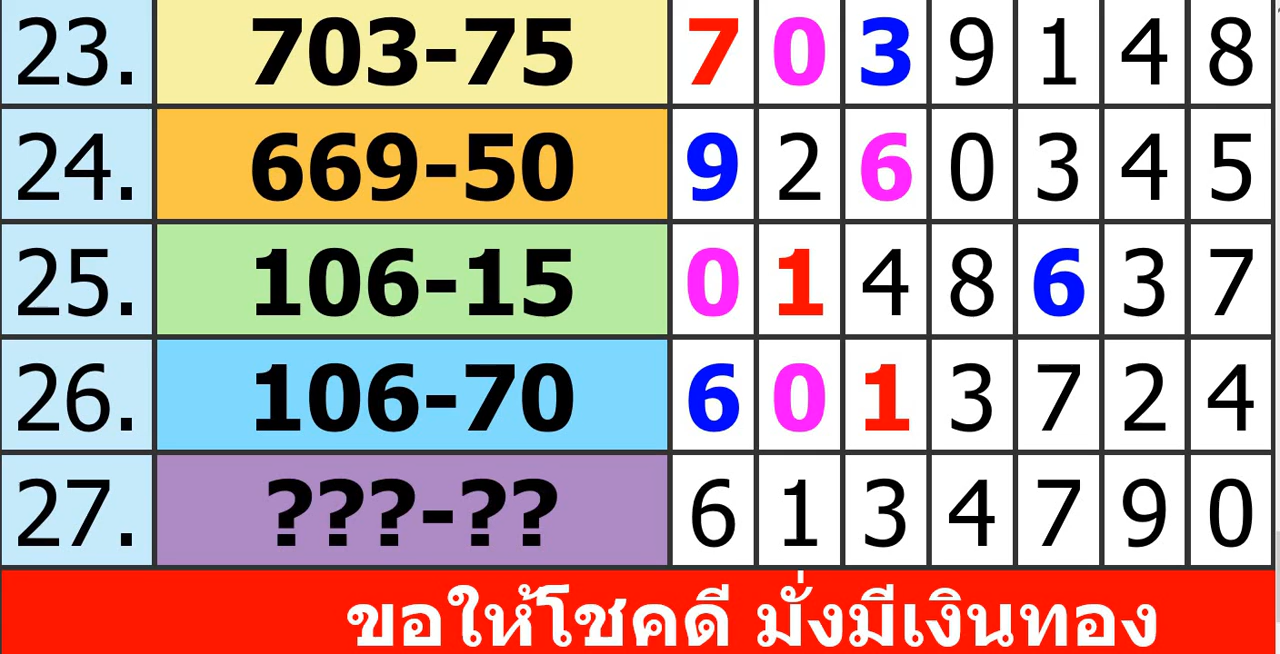 23. 703-75 7 0 3 9 1 4 8
24. 669-50 9 2 6 0 3 4 5
25. 106-15 0 1 4 8 6 3 7
26. 106-70 6 0 1 3 7 2 4
27. ???-?? 6 1 3 4 7 9 0
ขอให้โชคดี มั่งมีเงินทอง